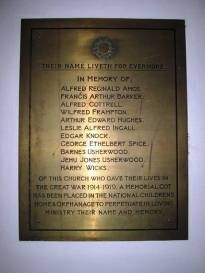 THEIR NAME LIVETH FOR EVERMORE
IN MEMORY OF,
ALFRED REGINALD AMOS.
FRANCIS ARTHUR BARKER.
ALFRED COTTRELL.
WILFRED FRAMPTON.
ARTHUR EDWARD HUGHES.
LESLIE ALFRED INGALL.
EDGAR KNOCK.
GEORGE ETHELBERT SPICE.
BARNES USHERWOOD.
JEHU JONES USHERWOOD.
HARRY WICKS.
OF THIS CHURCH WHO GAVE THEIR LIVES IN
THE GREAT WAR 1914-1919, A MEMORIAL COT
HAS BEEN PLACED IN THE NATIONAL CHILDRENS
HOME & ORPHANAGE TO PERPETUATE IN LOVING
MINISTRY THEIR NAME AND MEMORY.